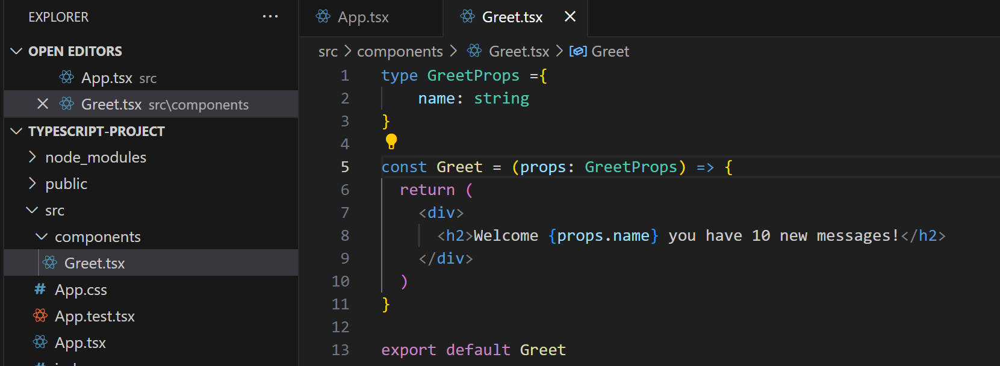 EXPLORER ...
OPEN EDITORS
App.tsx src
Greet.tsx src\components
TYPESCRIPT-PROJECT
node_modules
public
src
components
Greet.tsx
# App.css
App.test.tsx
App.tsx
App.tsx
Greet.tsx
src > components > Greet.tsx > Greet
1 type GreetProps ={
2     name: string
3 }
4
5 const Greet = (props: GreetProps) => {
6   return (
7     <div>
8       <h2>Welcome {props.name} you have 10 new messages!</h2>
9     </div>
10   )
11 }
12
13 export default Greet